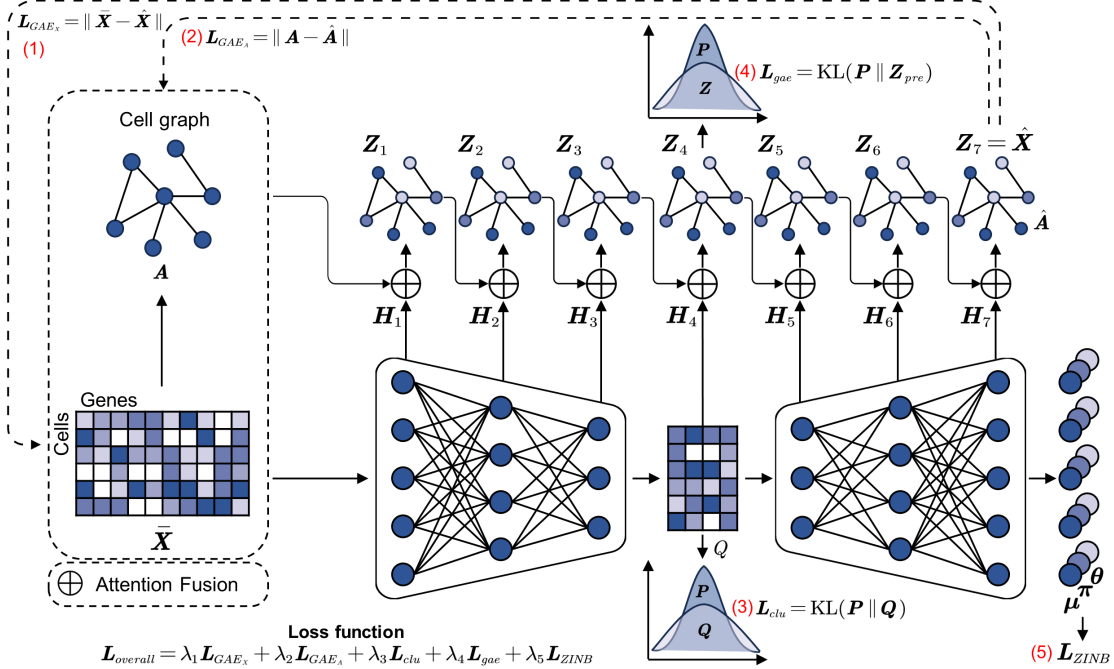 L_{GAE_X} = ‖ X̄ − X̂ ‖
(1)
(2) L_{GAE_A} = ‖ A − Â ‖
P
Z
(4) L_{gae} = KL(P ‖ Z_{pre})
Cell graph
A
Z_1
Z_2
Z_3
Z_4
Z_5
Z_6
Z_7 = X̂
Â
H_1
H_2
H_3
H_4
H_5
H_6
H_7
Genes
Cells
X̄
⊕ Attention Fusion
Q
P
Q
(3) L_{clu} = KL(P ‖ Q)
μ π θ
(5) L_{ZINB}
Loss function
L_{overall} = λ_1 L_{GAE_X} + λ_2 L_{GAE_A} + λ_3 L_{clu} + λ_4 L_{gae} + λ_5 L_{ZINB}